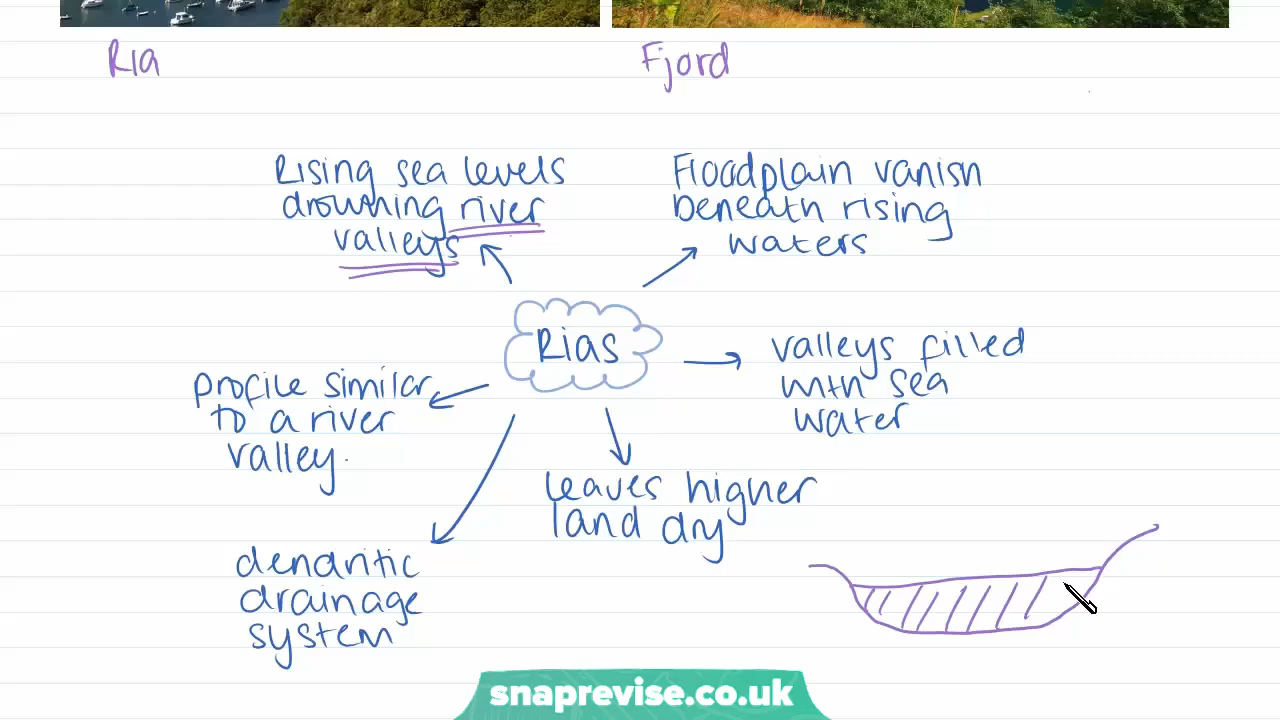 Ria
Fjord
Rising sea levels
drowning river
valleys
Floodplain vanish
beneath rising
waters
Rias
valleys filled
with sea
water
profile similar
to a river
valley.
leaves higher
land dry
dendritic
drainage
system
snaprevise.co.uk